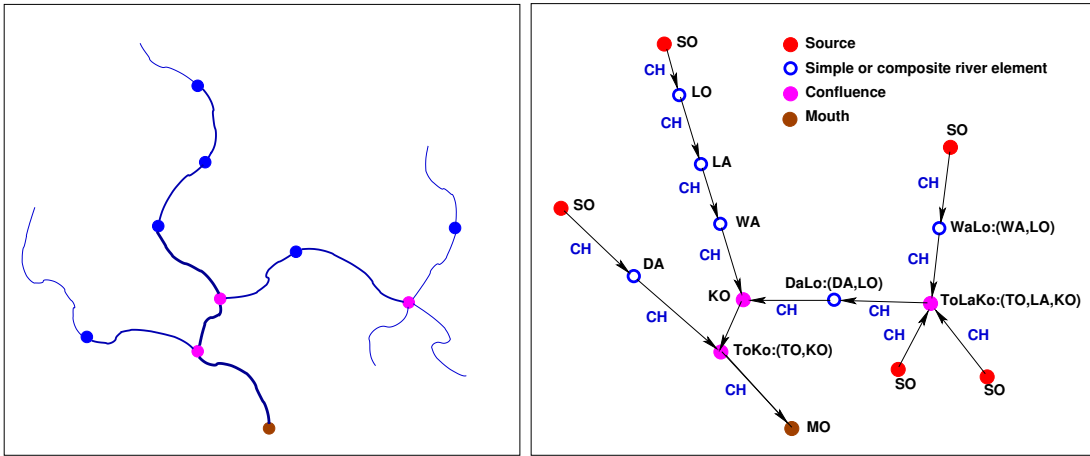 SO
Source
CH
Simple or composite river element
LO
Confluence
CH
Mouth
SO
LA
CH
CH
SO
WA
WaLo:(WA,LO)
CH
CH
CH
DA
DaLo:(DA,LO)
KO
ToLaKo:(TO,LA,KO)
CH
CH
CH
CH
ToKo:(TO,KO)
CH
SO
SO
CH
MO